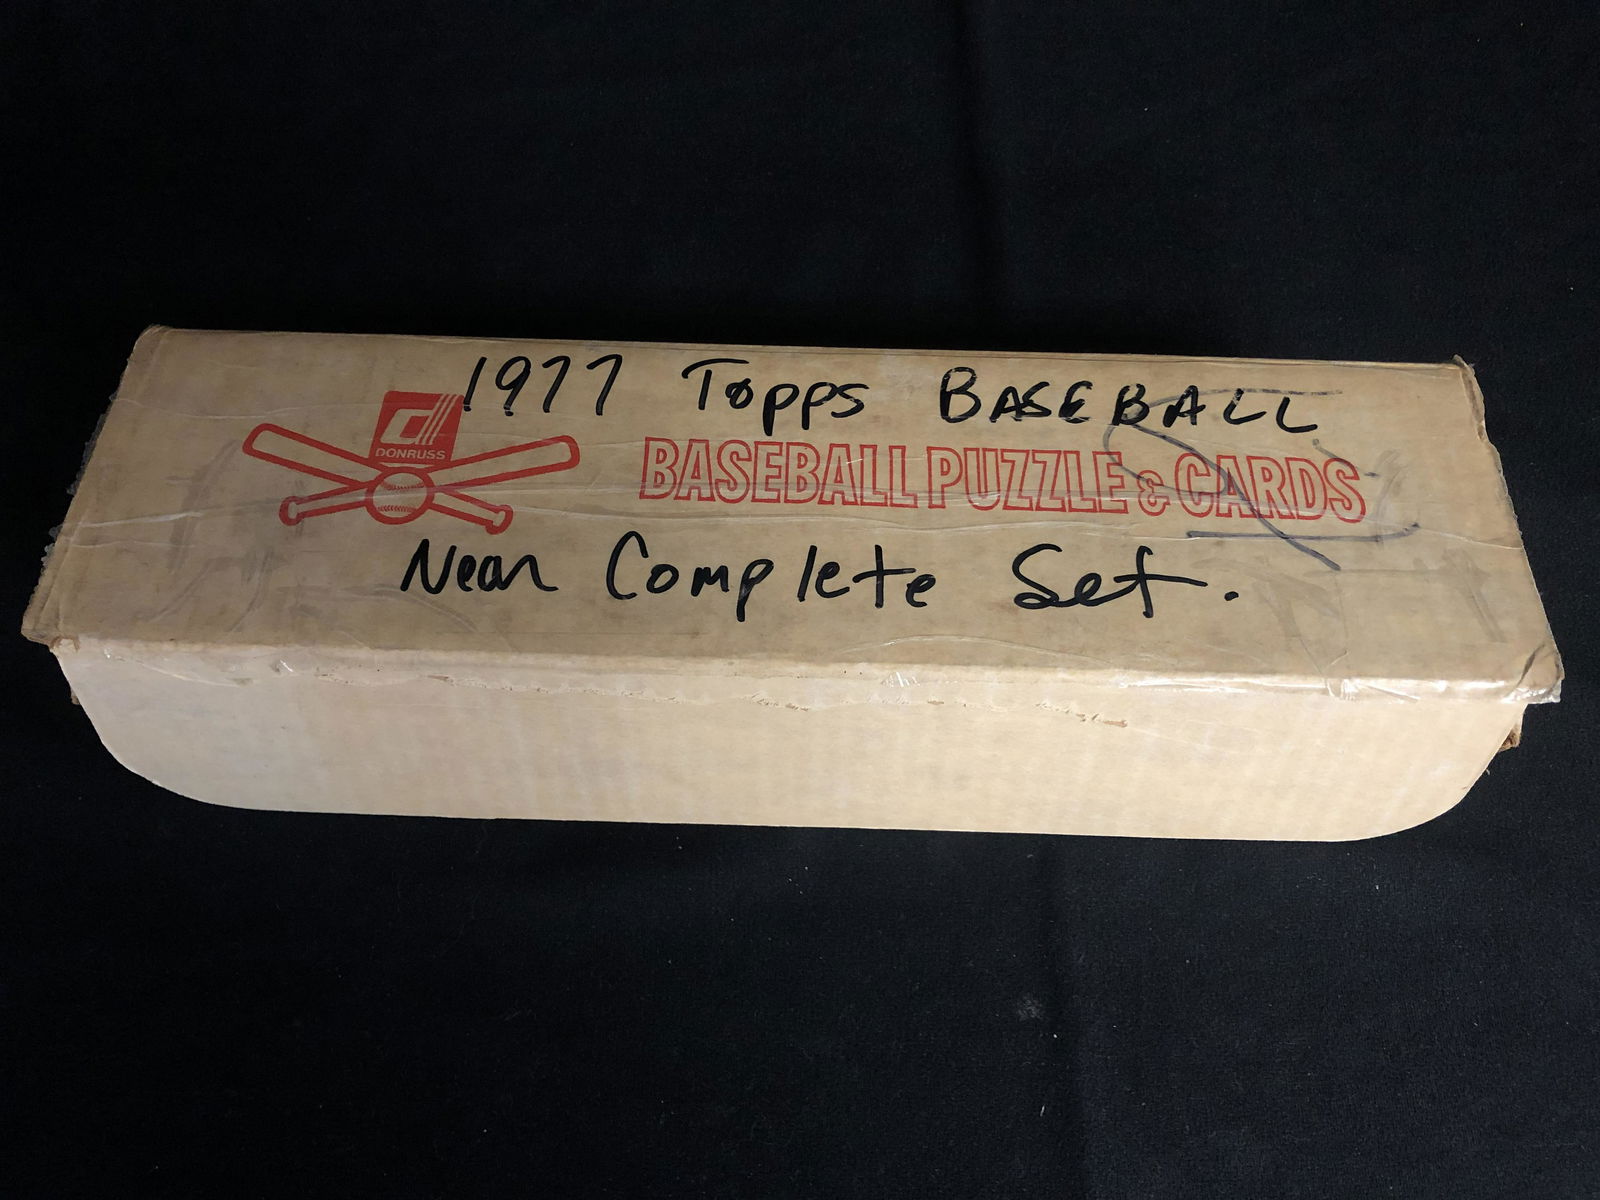 1977 Topps BASEBALL
DONRUSS
BASEBALL PUZZLE & CARDS
Near Complete Set.